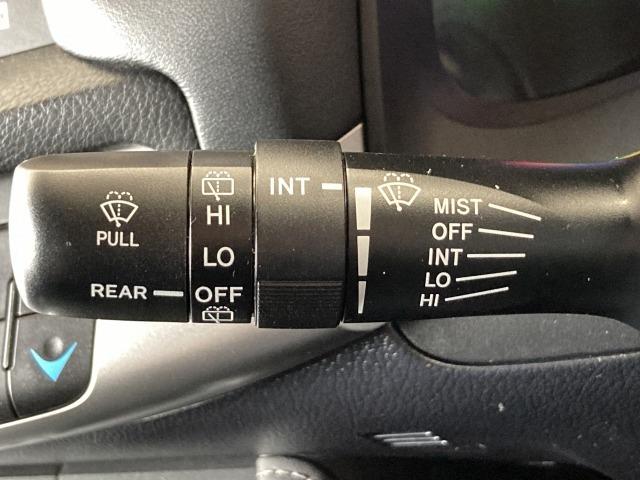 PULL
REAR
HI
LO
OFF
INT
MIST
OFF
INT
LO
HI